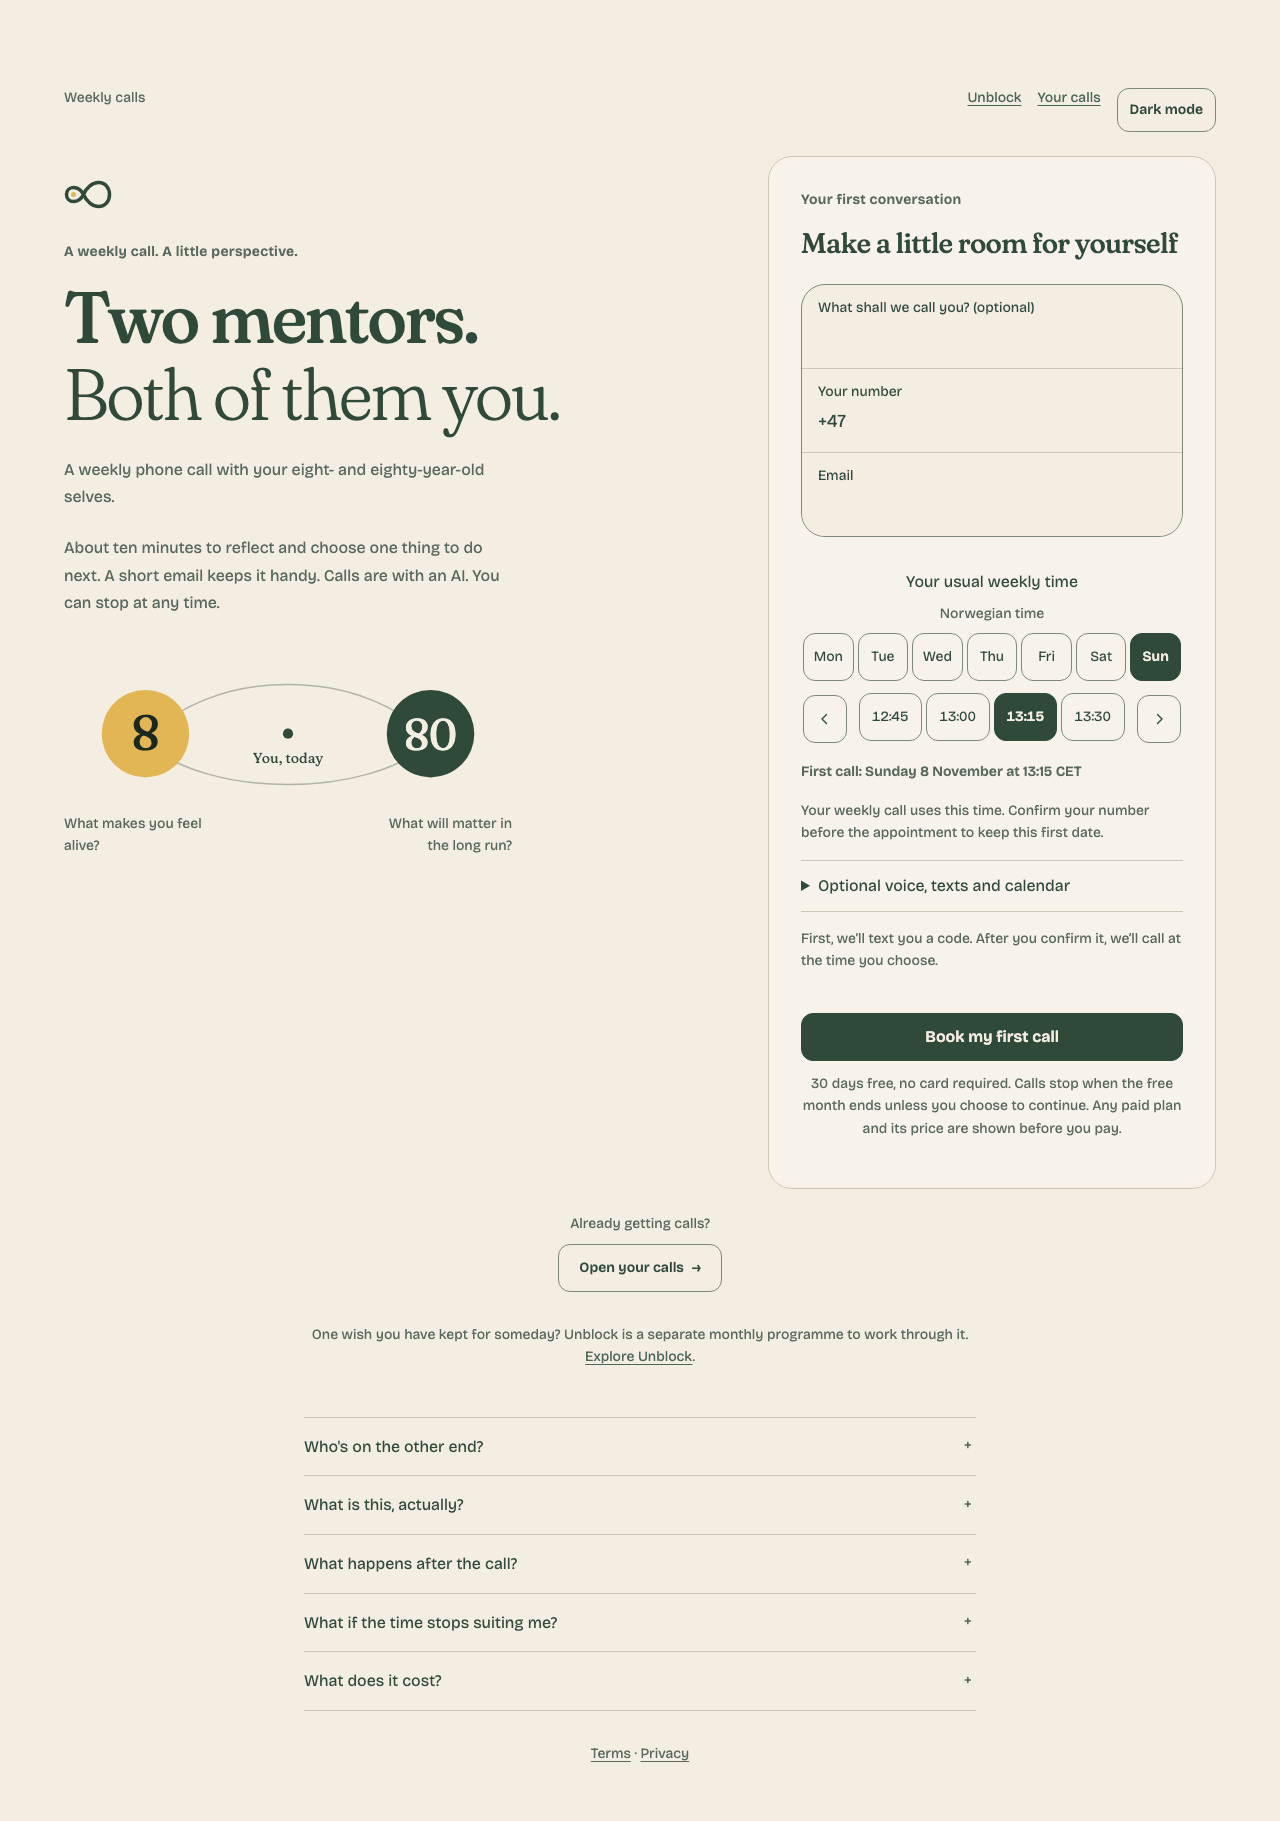 Weekly calls
Unblock
Your calls
Dark mode
A weekly call. A little perspective.
Two mentors.
Both of them you.
A weekly phone call with your eight- and eighty-year-old
selves.
About ten minutes to reflect and choose one thing to do
next. A short email keeps it handy. Calls are with an AI. You
can stop at any time.
8
You, today
80
What makes you feel
alive?
What will matter in
the long run?
Your first conversation
Make a little room for yourself
What shall we call you? (optional)
Your number
+47
Email
Your usual weekly time
Norwegian time
Mon Tue Wed Thu Fri Sat Sun
12:45 13:00 13:15 13:30
First call: Sunday 8 November at 13:15 CET
Your weekly call uses this time. Confirm your number
before the appointment to keep this first date.
Optional voice, texts and calendar
First, we’ll text you a code. After you confirm it, we’ll call at
the time you choose.
Book my first call
30 days free, no card required. Calls stop when the free
month ends unless you choose to continue. Any paid plan
and its price are shown before you pay.
Already getting calls?
Open your calls →
One wish you have kept for someday? Unblock is a separate monthly programme to work through it.
Explore Unblock.
Who's on the other end? +
What is this, actually? +
What happens after the call? +
What if the time stops suiting me? +
What does it cost? +
Terms · Privacy